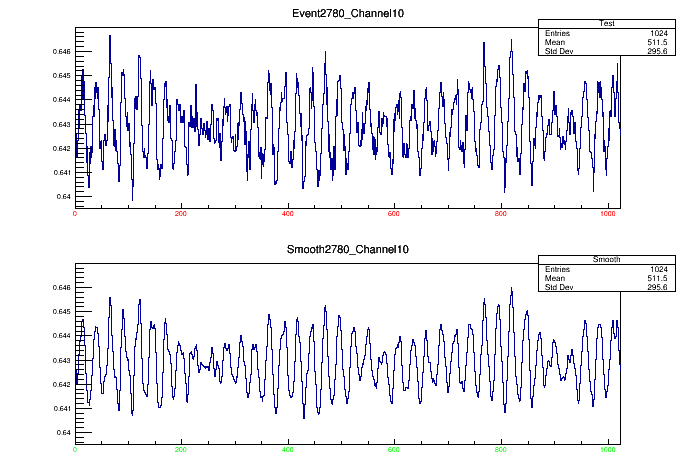 Event2780_Channel10
Test
Entries 1024
Mean 511.5
Std Dev 295.6
0.646
0.645
0.644
0.643
0.642
0.641
0.64
0 200 400 600 800 1000
Smooth2780_Channel10
Smooth
Entries 1024
Mean 511.5
Std Dev 295.6
0.646
0.645
0.644
0.643
0.642
0.641
0.64
0 200 400 600 800 1000